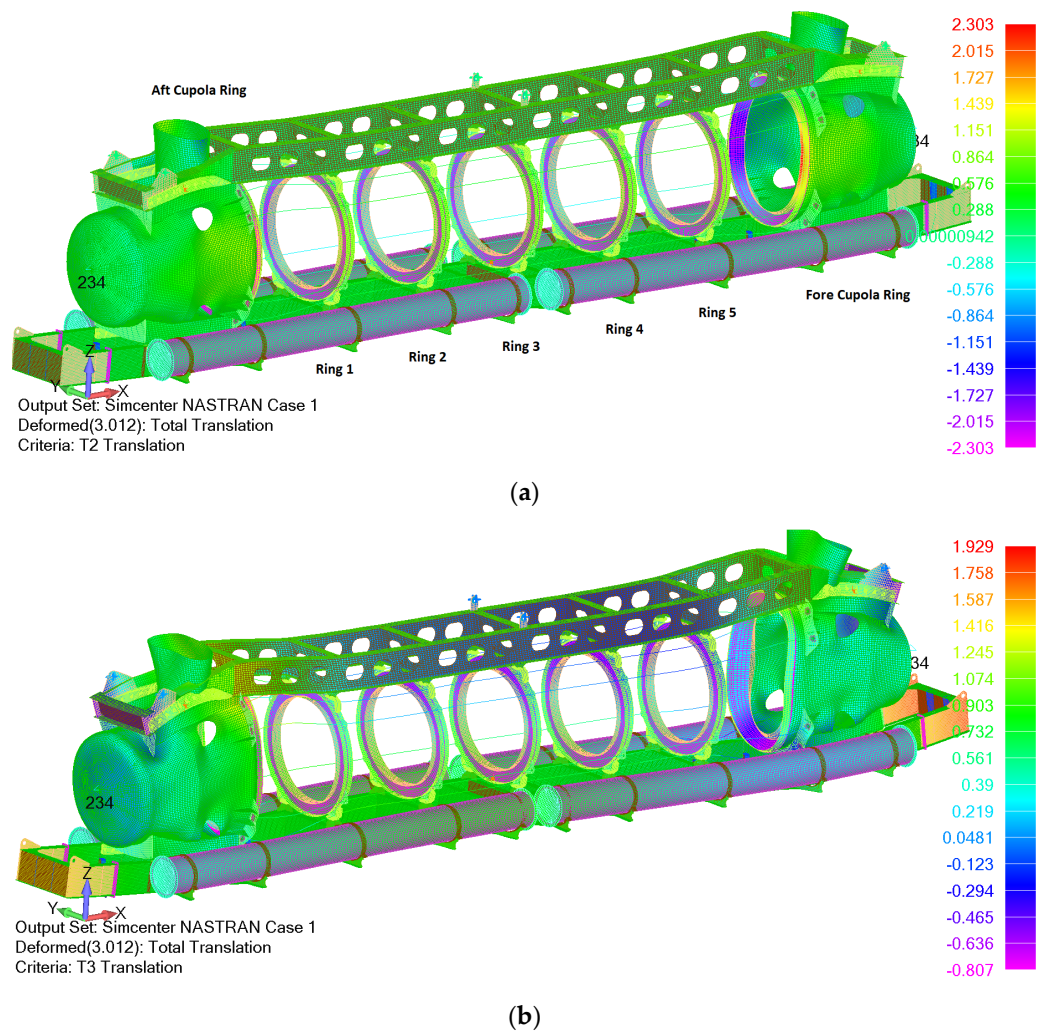 2.303
2.015
1.727
1.439
1.151
0.864
0.576
0.288
0.00000942
-0.288
-0.576
-0.864
-1.151
-1.439
-1.727
-2.015
-2.303
Aft Cupola Ring
34
234
Fore Cupola Ring
Ring 5
Ring 4
Ring 3
Ring 2
Ring 1
Z
Y
X
Output Set: Simcenter NASTRAN Case 1
Deformed(3.012): Total Translation
Criteria: T2 Translation
(a)
1.929
1.758
1.587
1.416
1.245
1.074
0.903
0.732
0.561
0.39
0.219
0.0481
-0.123
-0.294
-0.465
-0.636
-0.807
34
234
Z
Y
X
Output Set: Simcenter NASTRAN Case 1
Deformed(3.012): Total Translation
Criteria: T3 Translation
(b)